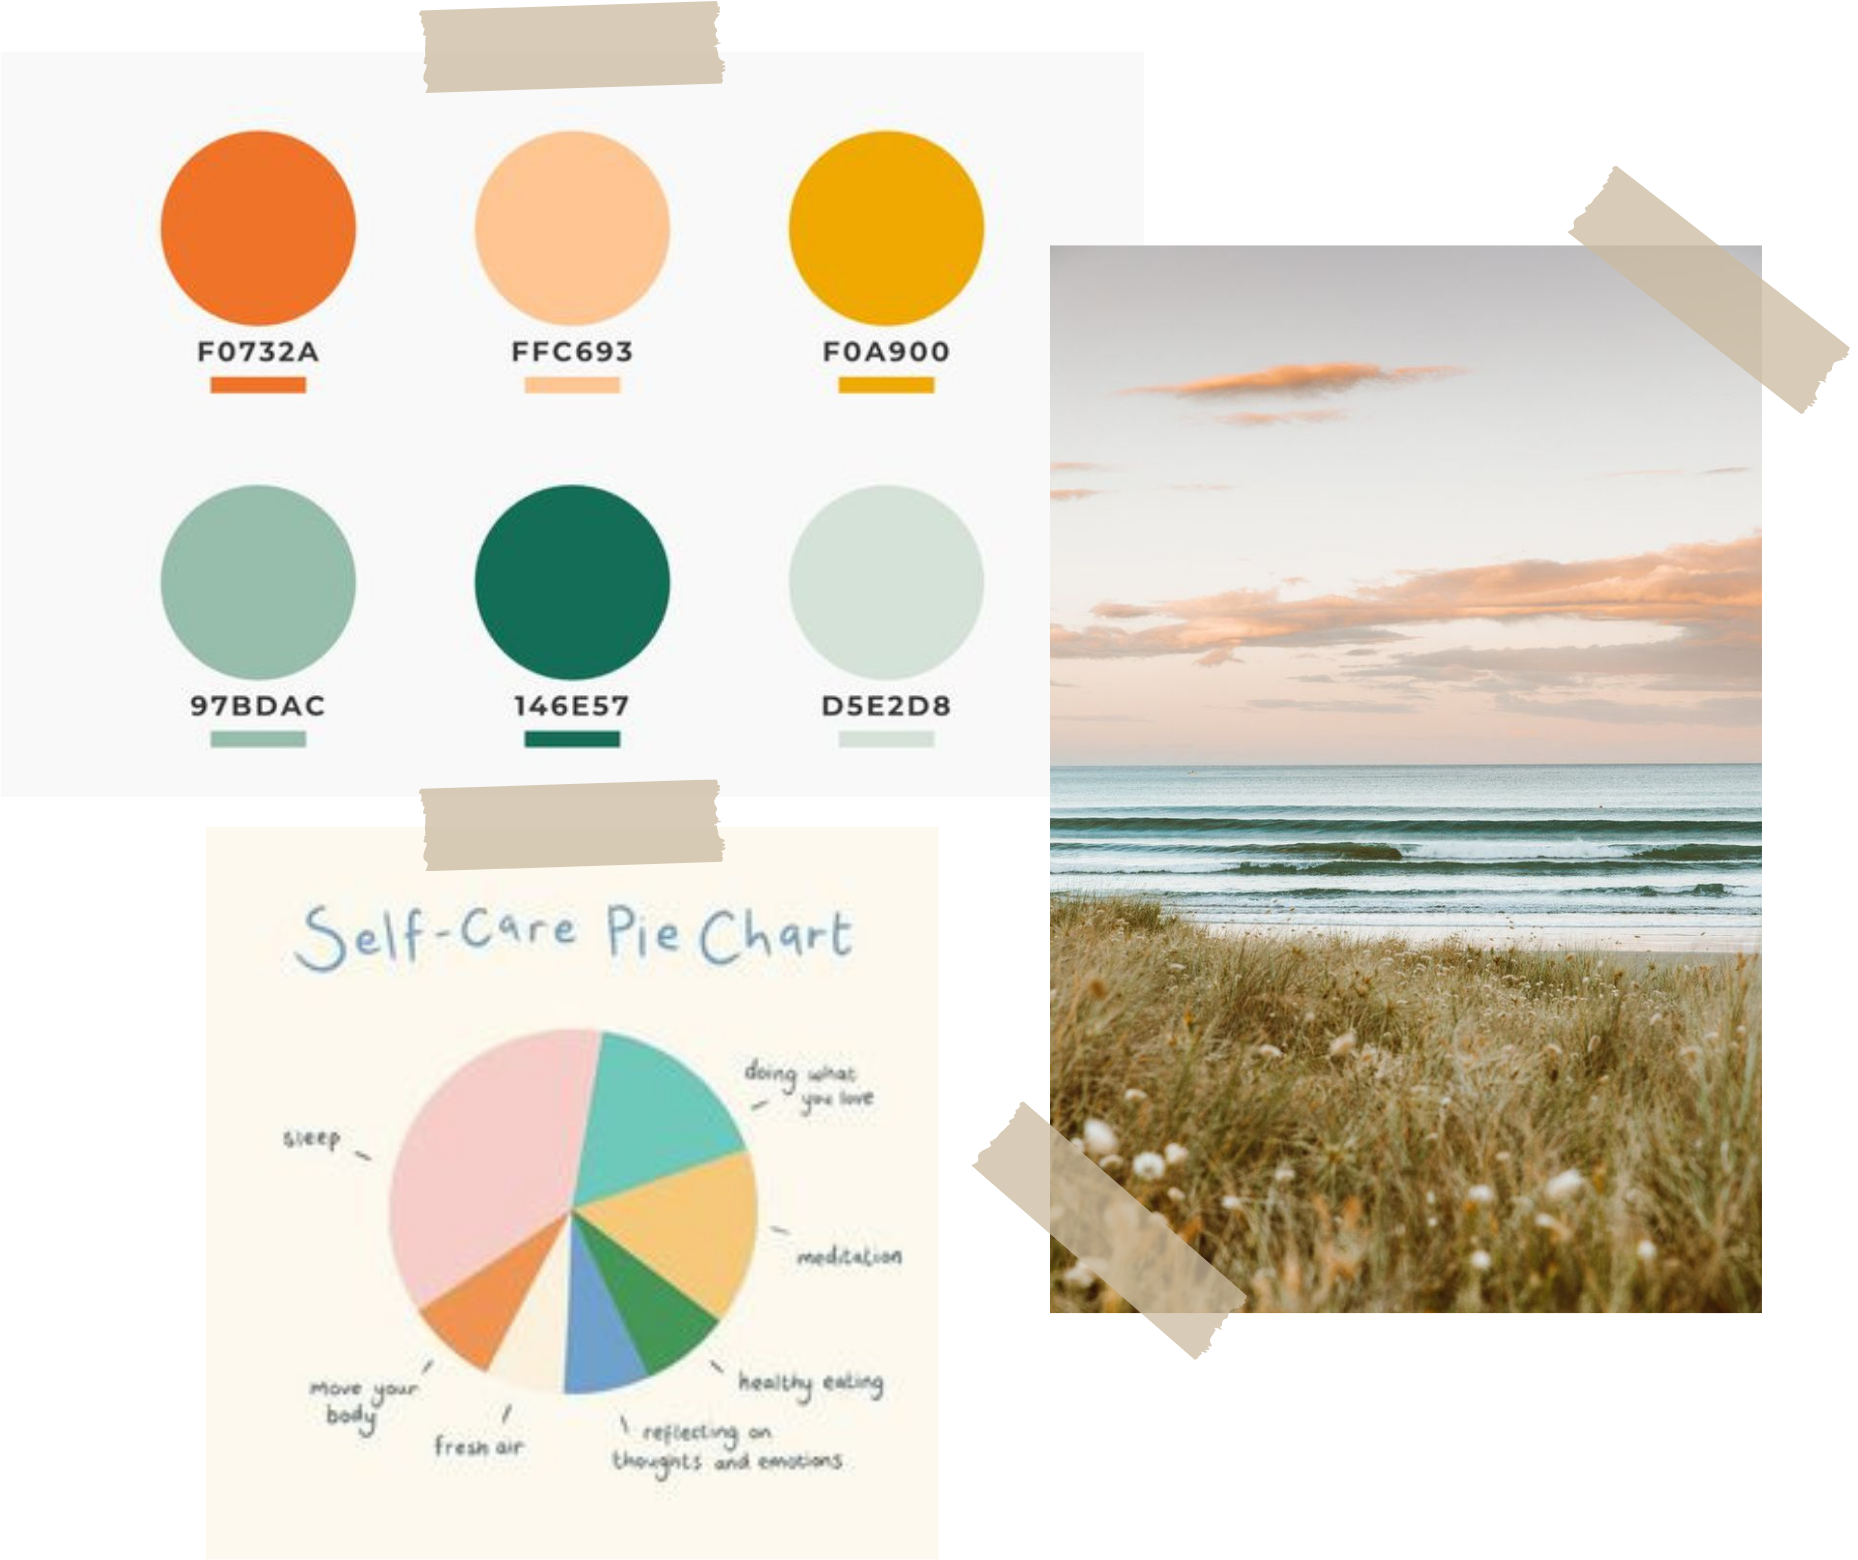 F0732A FFC693 F0A900
97BDAC 146E57 D5E2D8
Self-Care Pie Chart
doing what
you love
sleep
meditation
healthy eating
move your
body
fresh air
reflecting on
thoughts and emotions